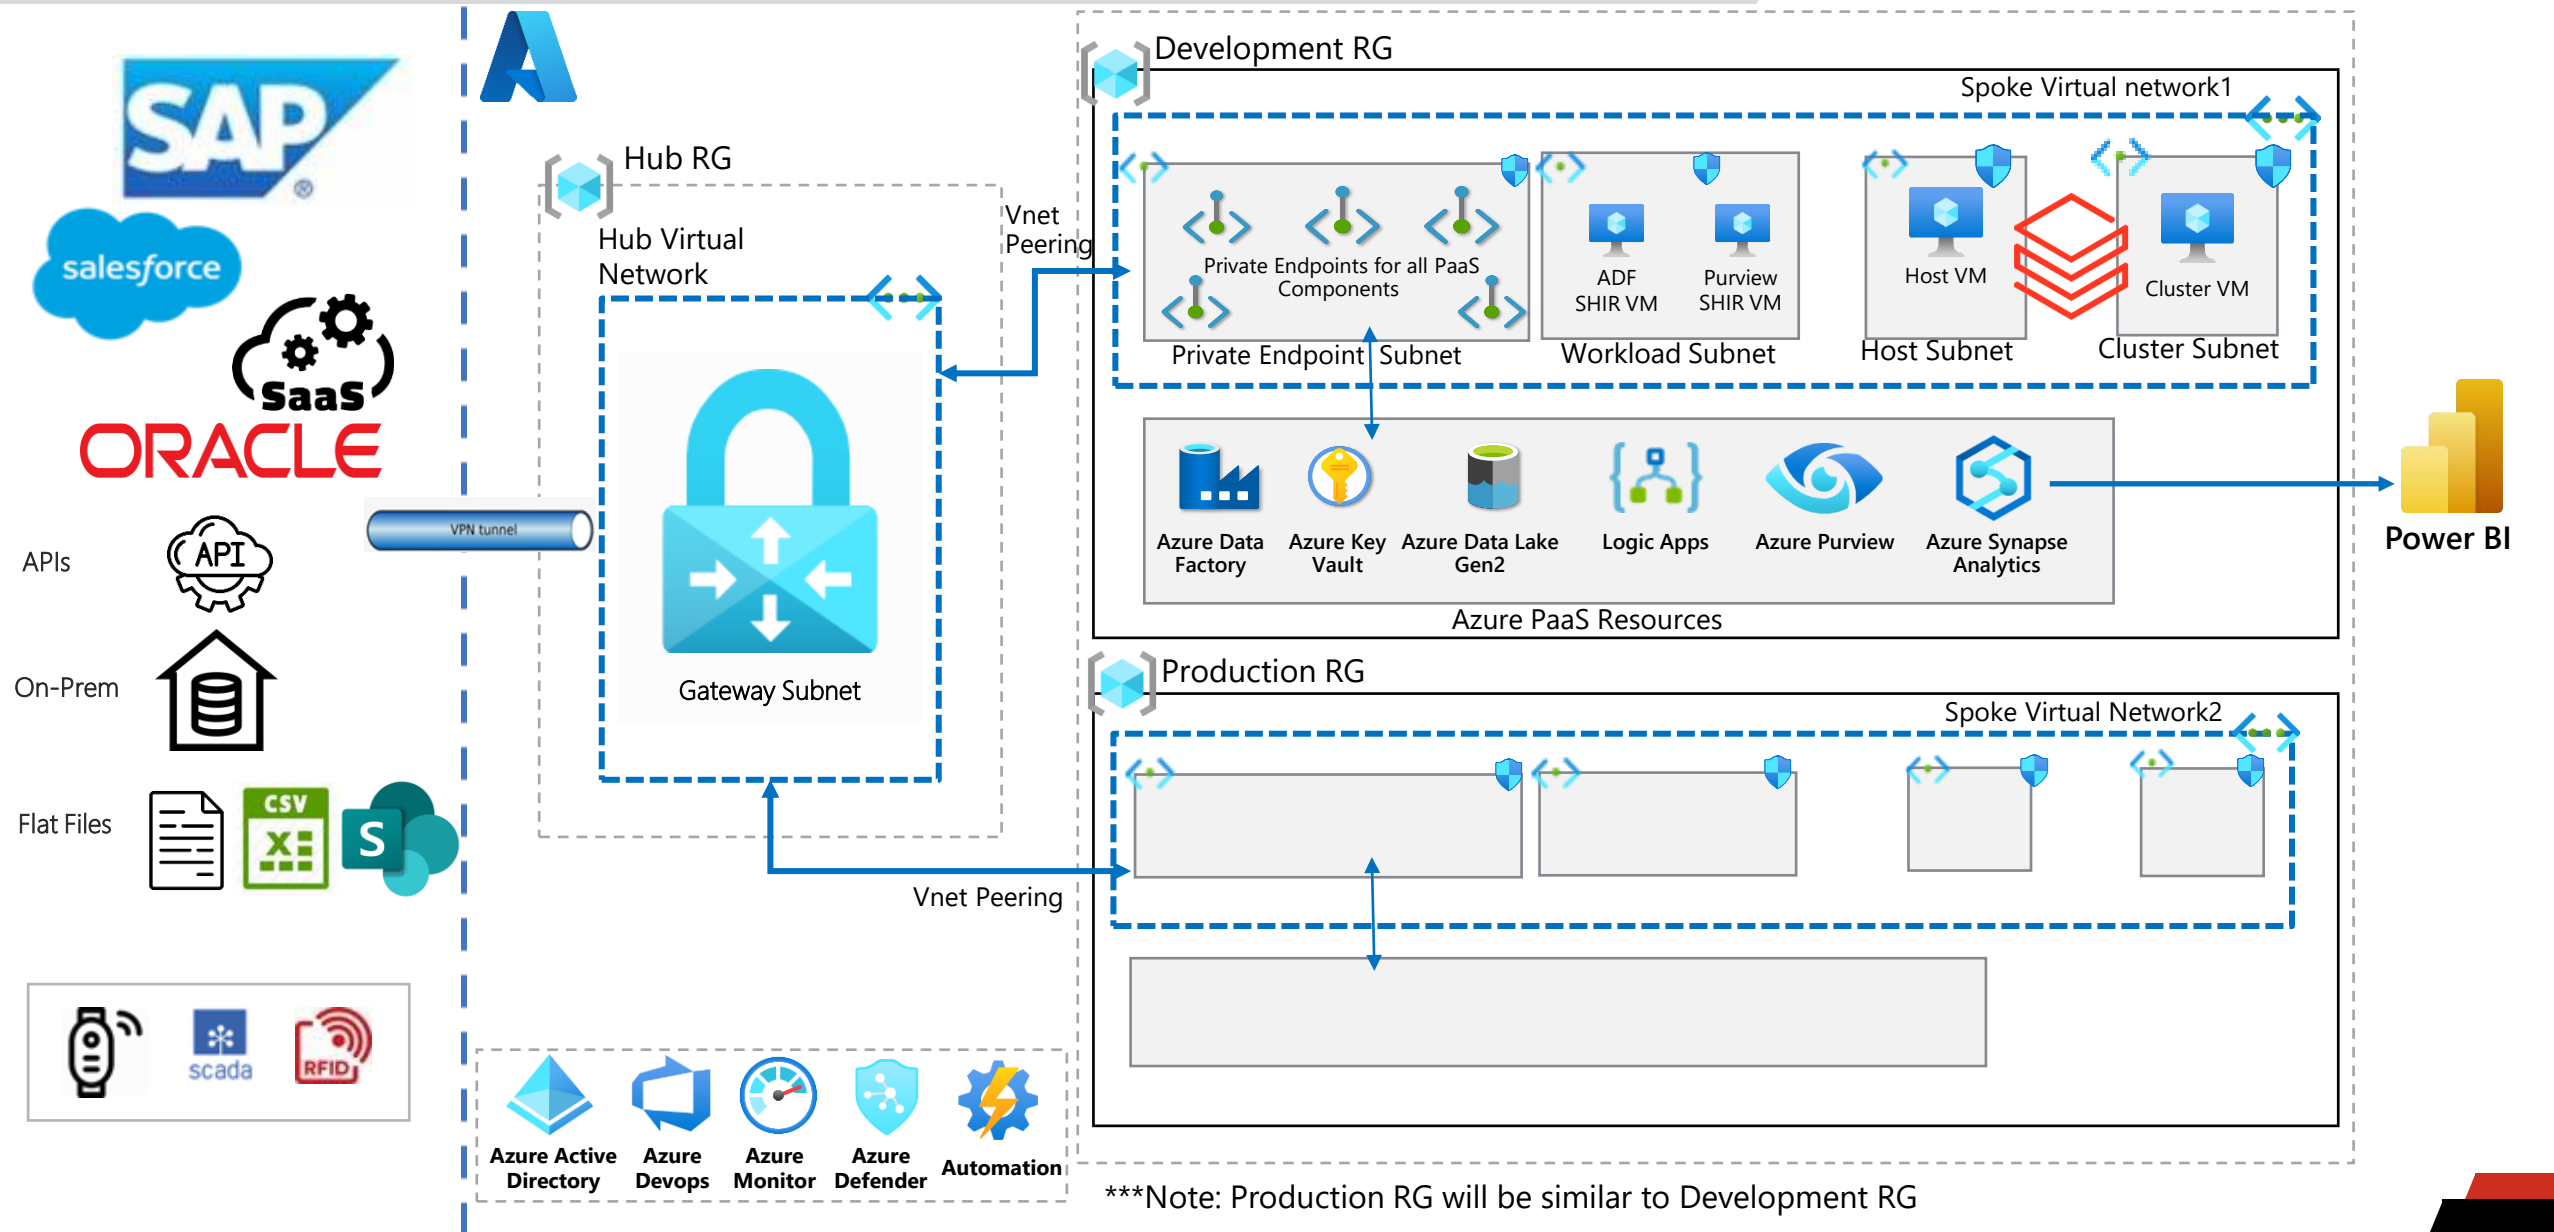 SAP
®
salesforce
SaaS
ORACLE
APIs
API
On-Prem
Flat Files
CSV
X
S
scada
RFID
VPN tunnel
Hub RG
Hub Virtual
Network
Gateway Subnet
Vnet
Peering
Vnet Peering
Azure Active
Directory
Azure
Devops
Azure
Monitor
Azure
Defender
Automation
Development RG
Spoke Virtual network1
Private Endpoints for all PaaS
Components
Private Endpoint Subnet
ADF
SHIR VM
Purview
SHIR VM
Workload Subnet
Host VM
Host Subnet
Cluster VM
Cluster Subnet
Azure Data
Factory
Azure Key
Vault
Azure Data Lake
Gen2
Logic Apps
Azure Purview
Azure Synapse
Analytics
Azure PaaS Resources
Power BI
Production RG
Spoke Virtual Network2
***Note: Production RG will be similar to Development RG